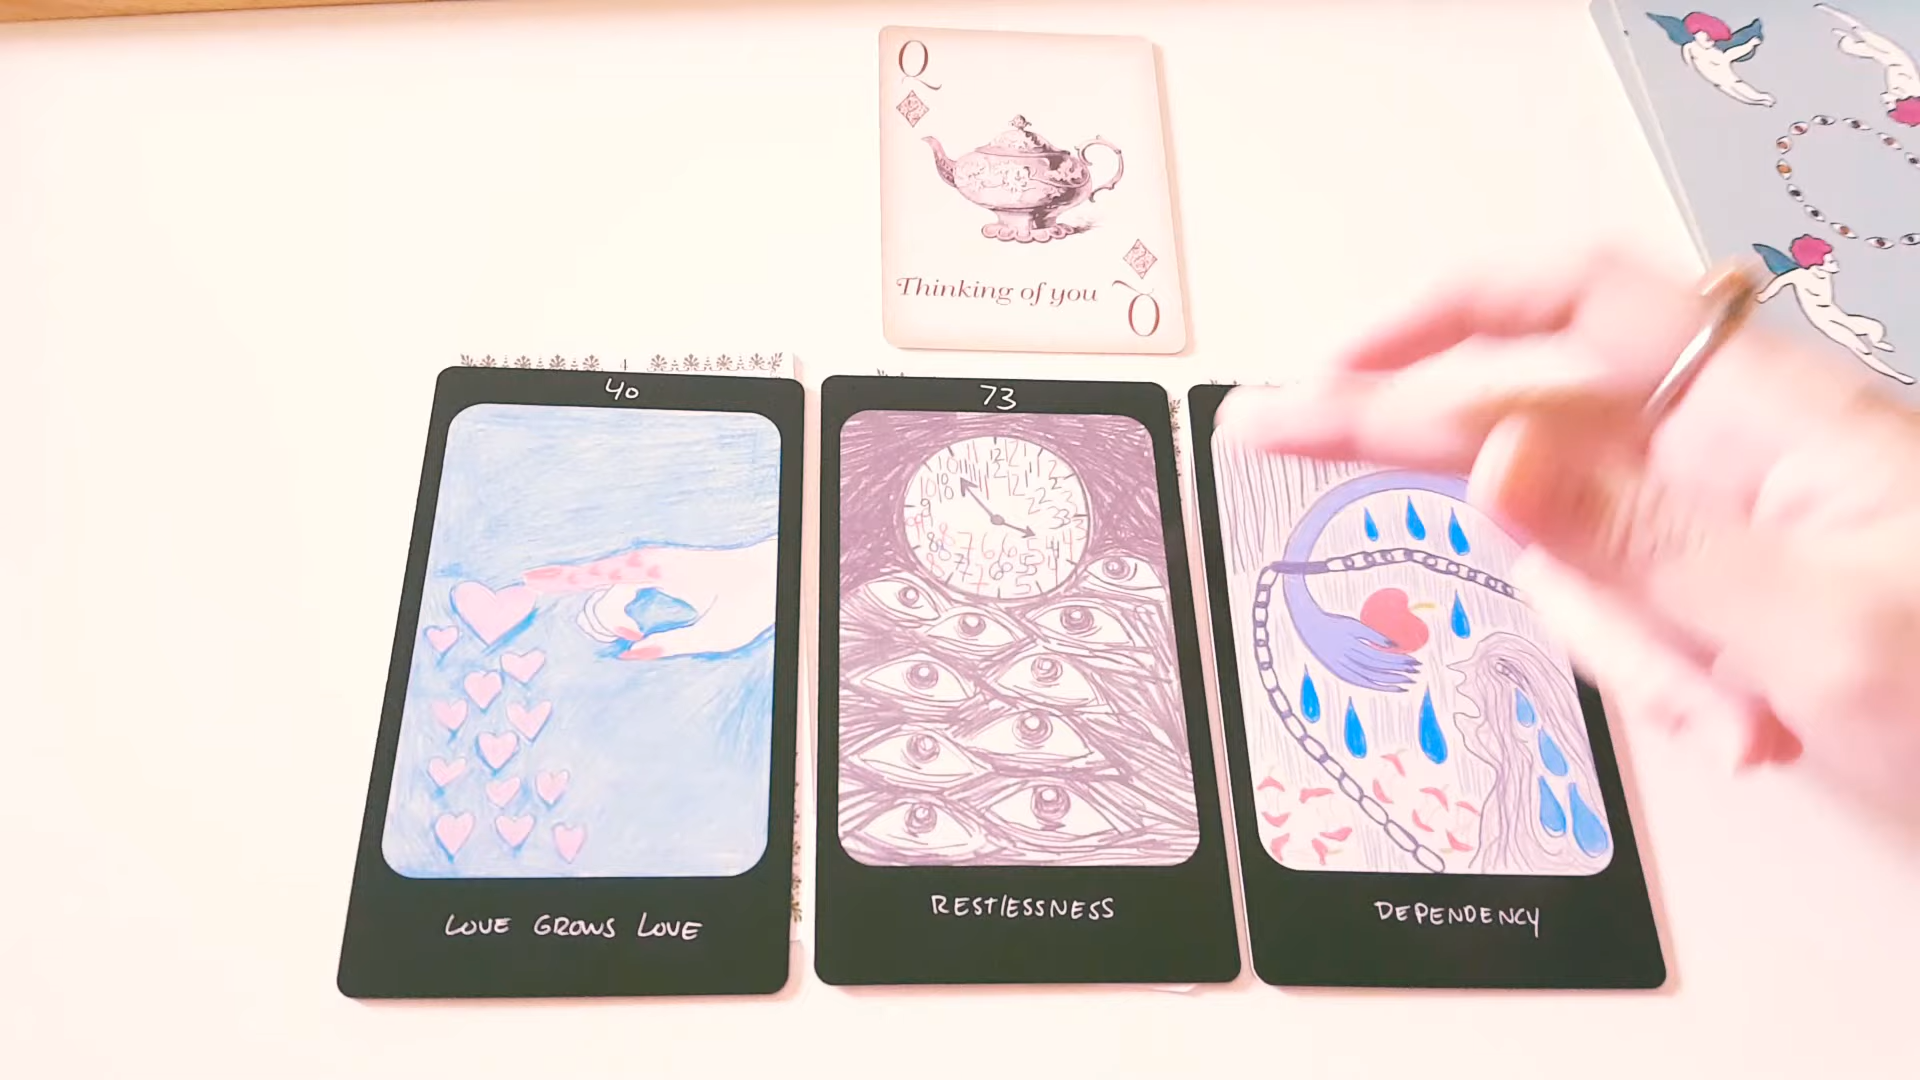 Q
Thinking of you
Q
40
LOVE GROWS LOVE
73
RESTLESSNESS
DEPENDENCY